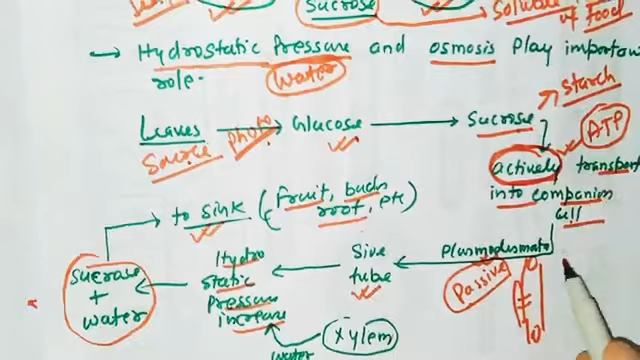 Sucrose Soluble
of Food
→ Hydrostatic Pressure and osmosis Play importan
role. Water
starch
Leaves Photo → Glucose → Sucrose ATP
Source
actively transport
into companion
cell
to sink (Fruit, buds,
root, etc)
Plasmodesmata
Passive
Sive
tube
Hydro
static
Pressure
increase
Sucrose
+
water
Xylem
water